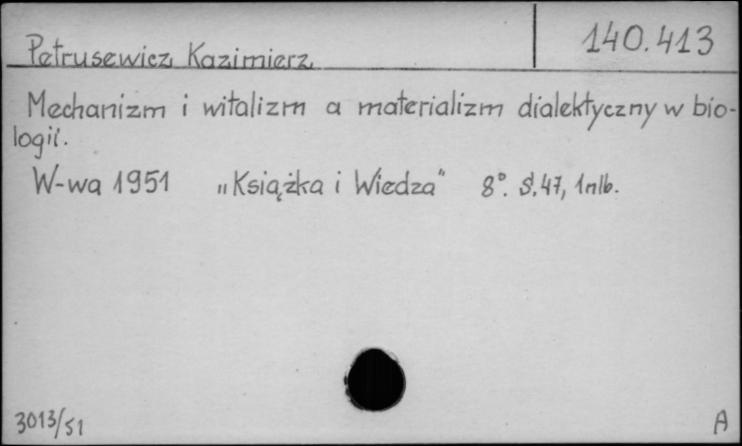 Petrusewicz, Kazimierz
140.413
Mechanizm i witalizm a materializm dialektyczny w bio-
logii.
W-wa 1951 „Książka i Wiedza" 8°. S. 47, 1nlb.
3013/51
A